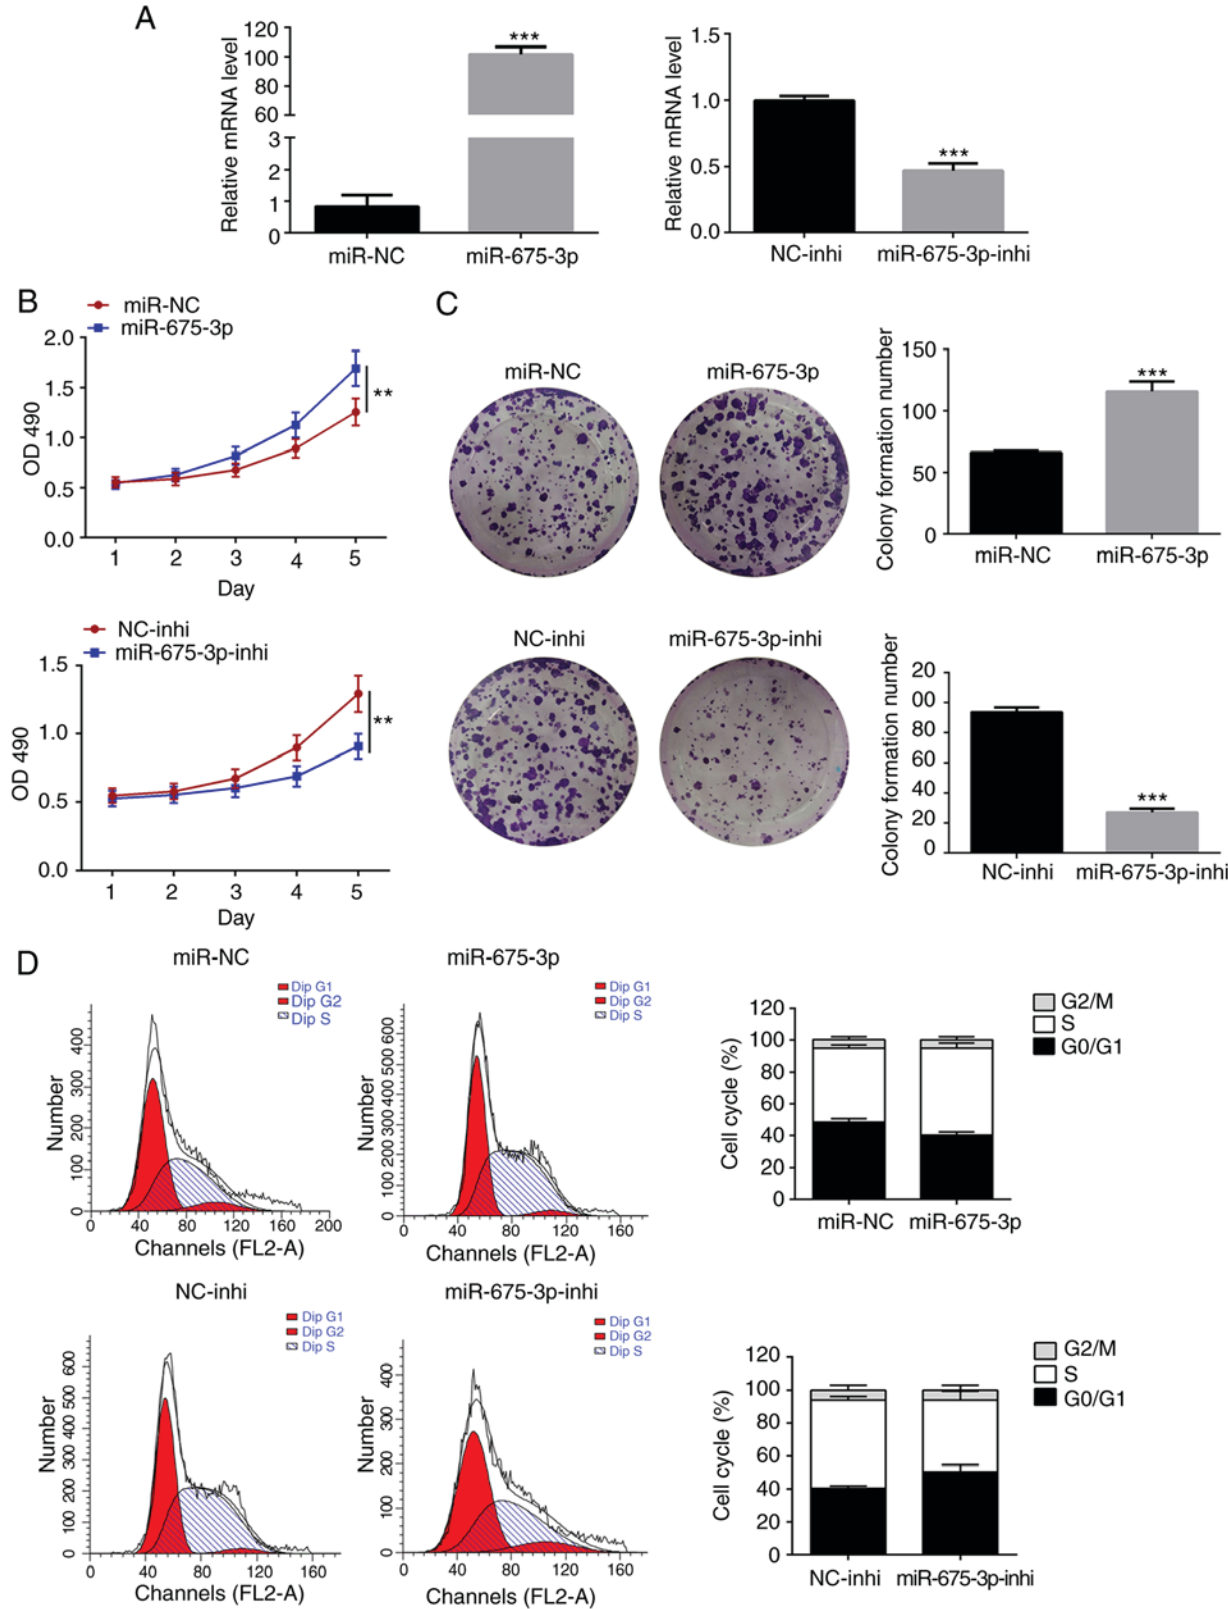 A
Relative mRNA level
120
100
80
60
3
2
1
0
***
miR-NC
miR-675-3p
Relative mRNA level
1.5
1.0
0.5
0.0
***
NC-inhi
miR-675-3p-inhi
B
miR-NC
miR-675-3p
OD 490
2.0
1.5
1.0
0.5
0.0
**
1
2
3
4
5
Day
NC-inhi
miR-675-3p-inhi
OD 490
1.5
1.0
0.5
0.0
**
1
2
3
4
5
Day
C
miR-NC
miR-675-3p
Colony formation number
150
100
50
0
***
miR-NC
miR-675-3p
NC-inhi
miR-675-3p-inhi
Colony formation number
20
00
80
60
40
20
0
***
NC-inhi
miR-675-3p-inhi
D
miR-NC
Dip G1
Dip G2
Dip S
Number
400
300
200
100
0
0 40 80 120 160 200
Channels (FL2-A)
miR-675-3p
Dip G1
Dip G2
Dip S
Number
600
500
400
300
200
100
0
0 40 80 120 160
Channels (FL2-A)
Cell cycle (%)
120
100
80
60
40
20
0
miR-NC
miR-675-3p
G2/M
S
G0/G1
NC-inhi
Dip G1
Dip G2
Dip S
Number
600
500
400
300
200
100
0
0 40 80 120 160
Channels (FL2-A)
miR-675-3p-inhi
Dip G1
Dip G2
Dip S
Number
400
300
200
100
0
0 40 80 120 160
Channels (FL2-A)
Cell cycle (%)
120
100
80
60
40
20
0
NC-inhi
miR-675-3p-inhi
G2/M
S
G0/G1